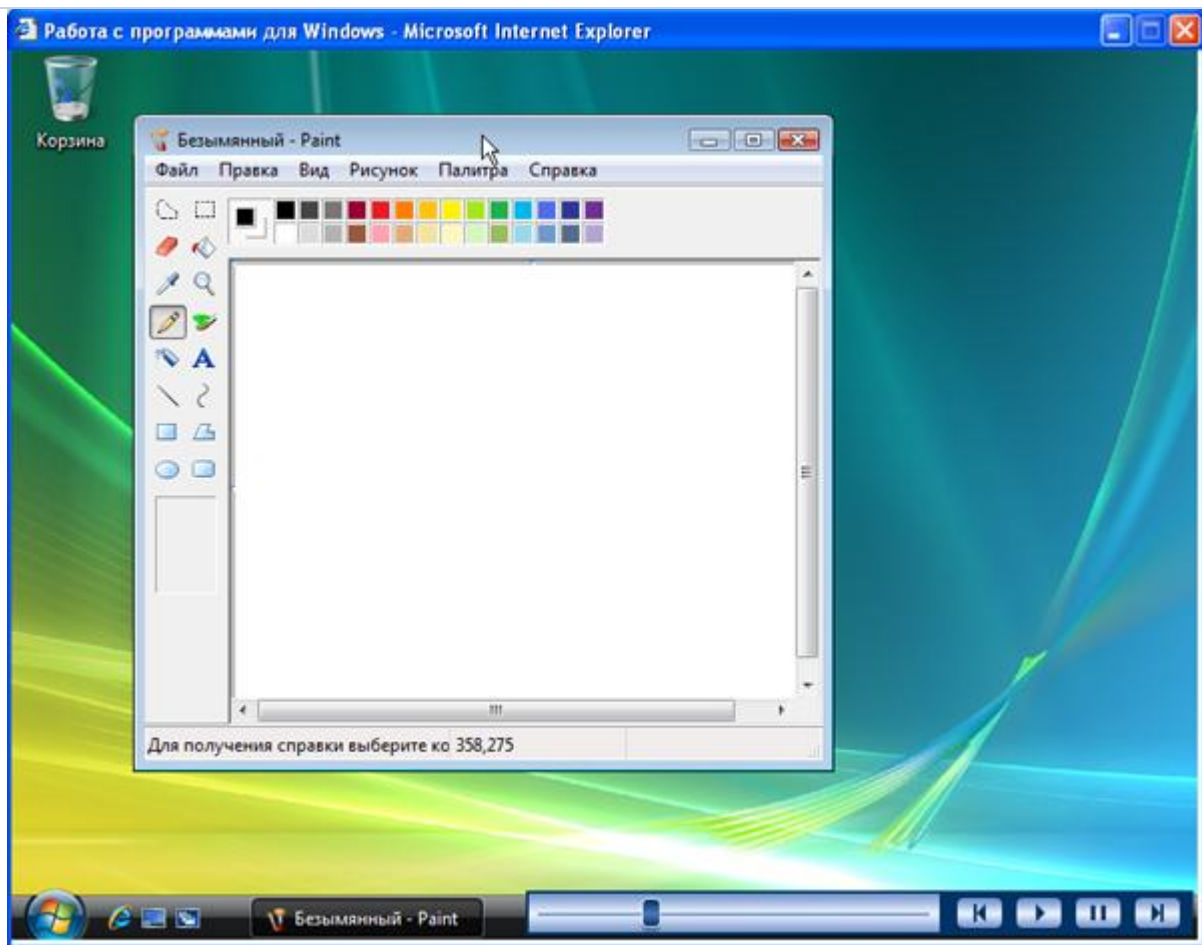 Работа с программами для Windows - Microsoft Internet Explorer
Корзина
Безымянный - Paint
Файл Правка Вид Рисунок Палитра Справка
A
Для получения справки выберите ко 358,275
Безымянный - Paint